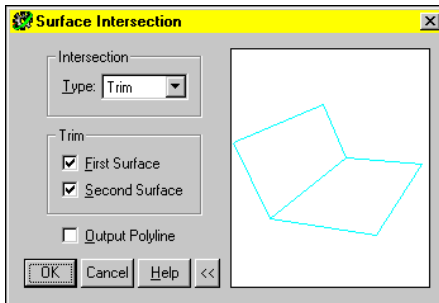 Surface Intersection
Intersection
Type: Trim
Trim
First Surface
Second Surface
Output Polyline
OK Cancel Help <<